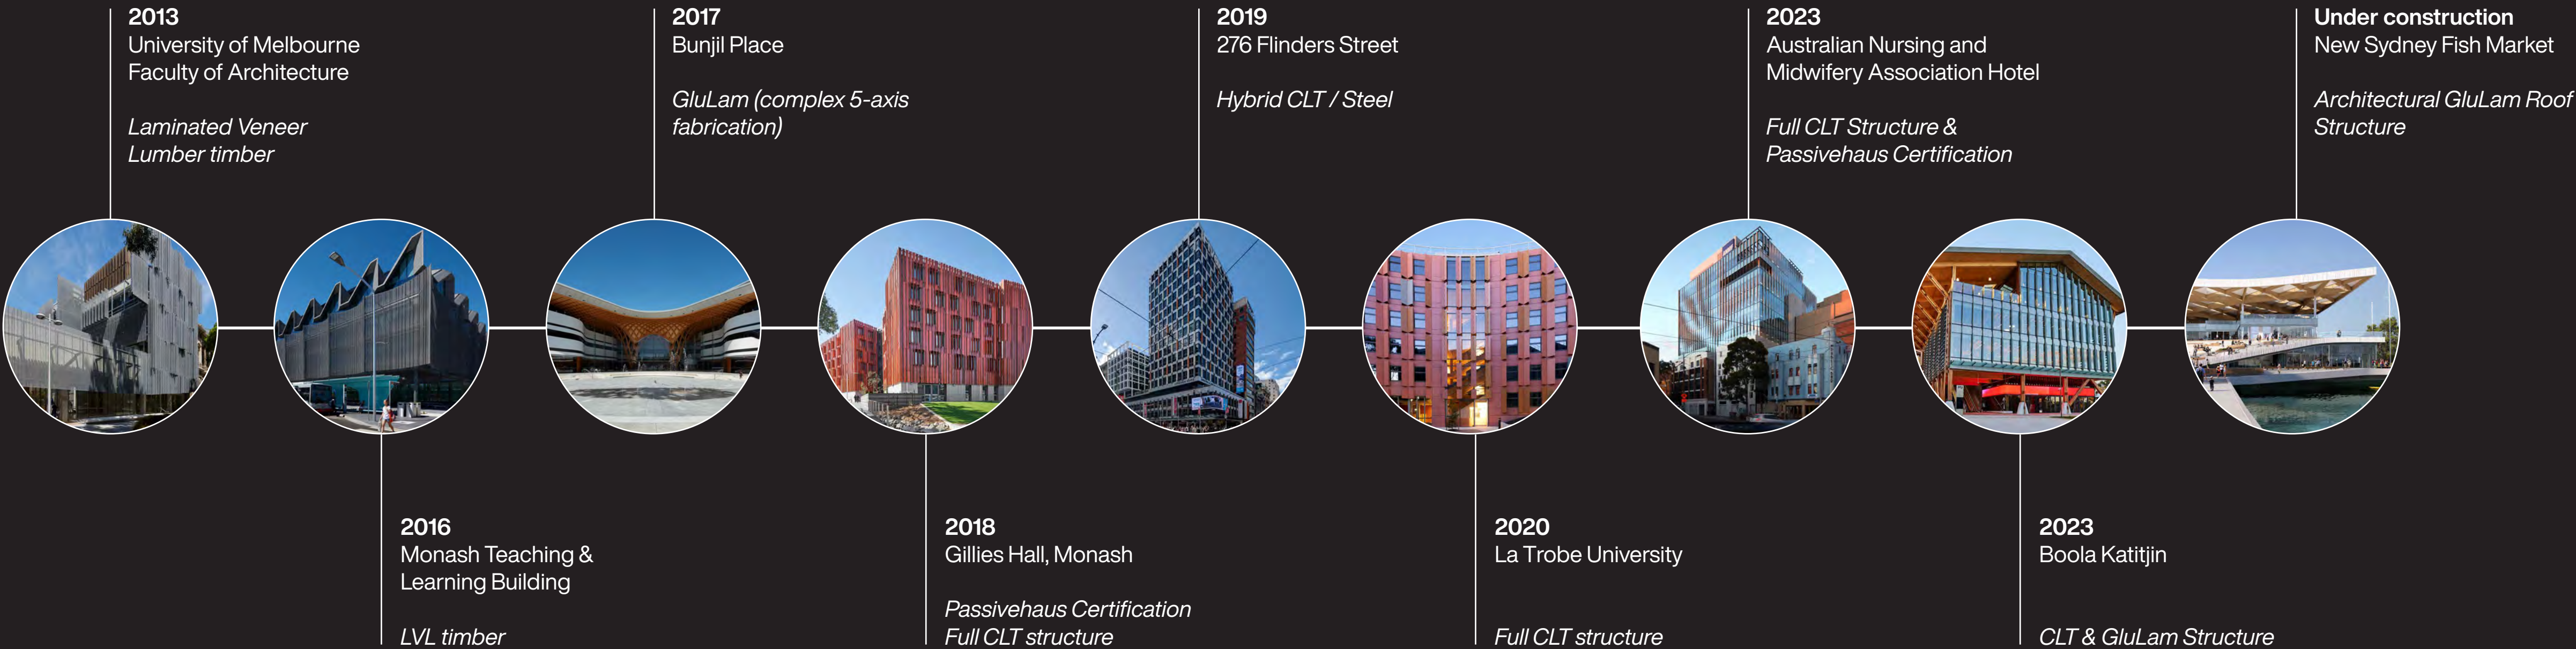 2013
University of Melbourne
Faculty of Architecture
Laminated Veneer
Lumber timber
2016
Monash Teaching &
Learning Building
LVL timber
2017
Bunjil Place
GluLam (complex 5-axis
fabrication)
2018
Gillies Hall, Monash
Passivehaus Certification
Full CLT structure
2019
276 Flinders Street
Hybrid CLT / Steel
2020
La Trobe University
Full CLT structure
2023
Australian Nursing and
Midwifery Association Hotel
Full CLT Structure &
Passivehaus Certification
2023
Boola Katitjin
CLT & GluLam Structure
Under construction
New Sydney Fish Market
Architectural GluLam Roof
Structure